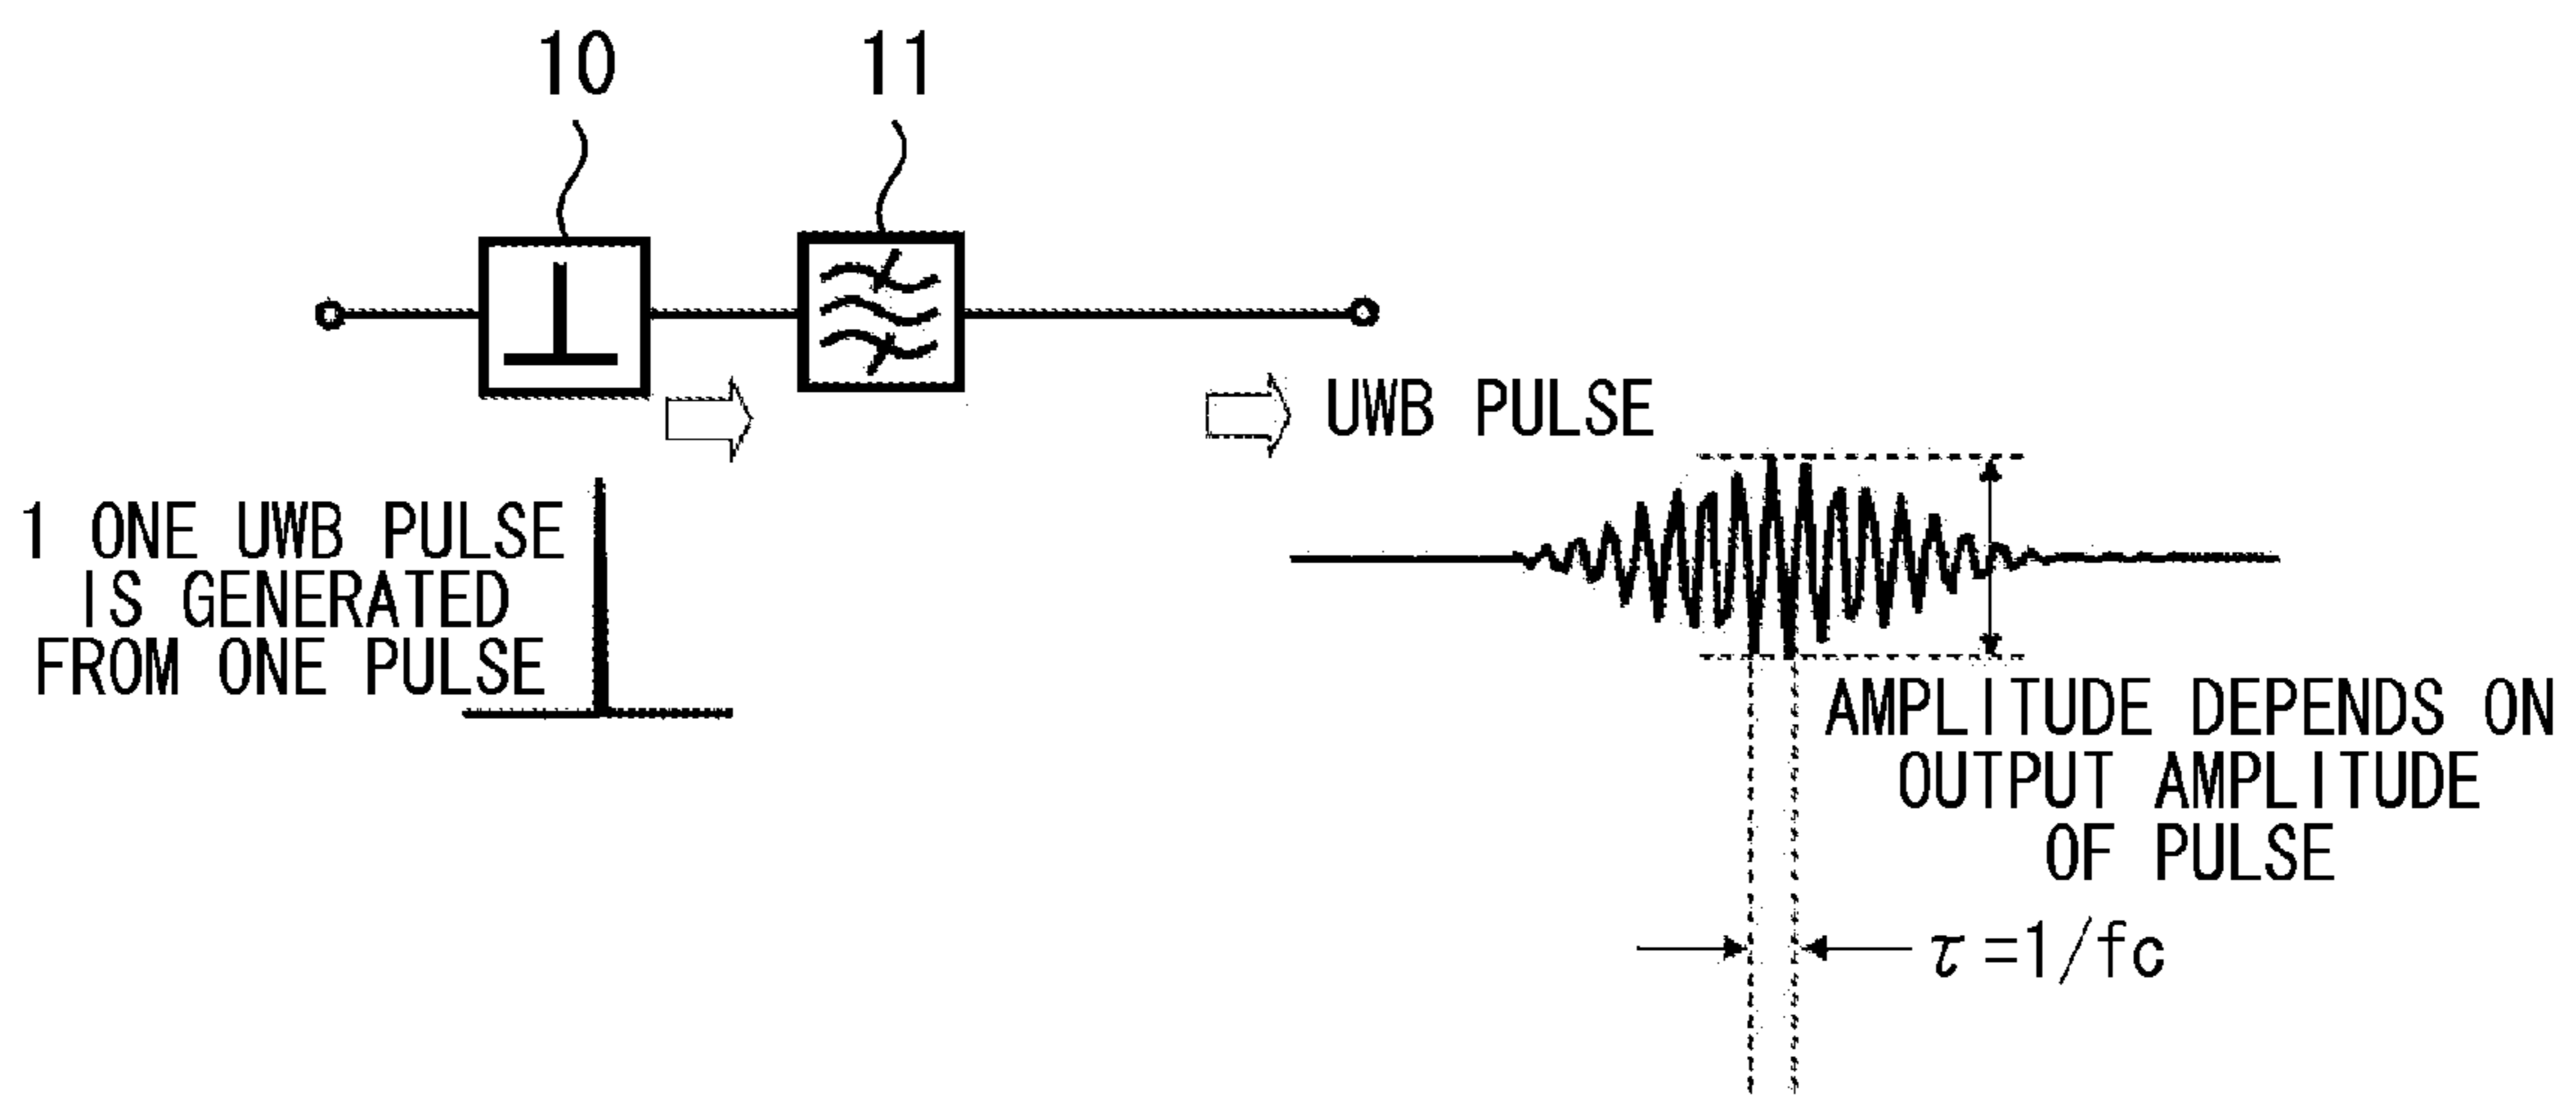 10
11
UWB PULSE
1 ONE UWB PULSE
IS GENERATED
FROM ONE PULSE
AMPLITUDE DEPENDS ON
OUTPUT AMPLITUDE
OF PULSE
τ=1/fc